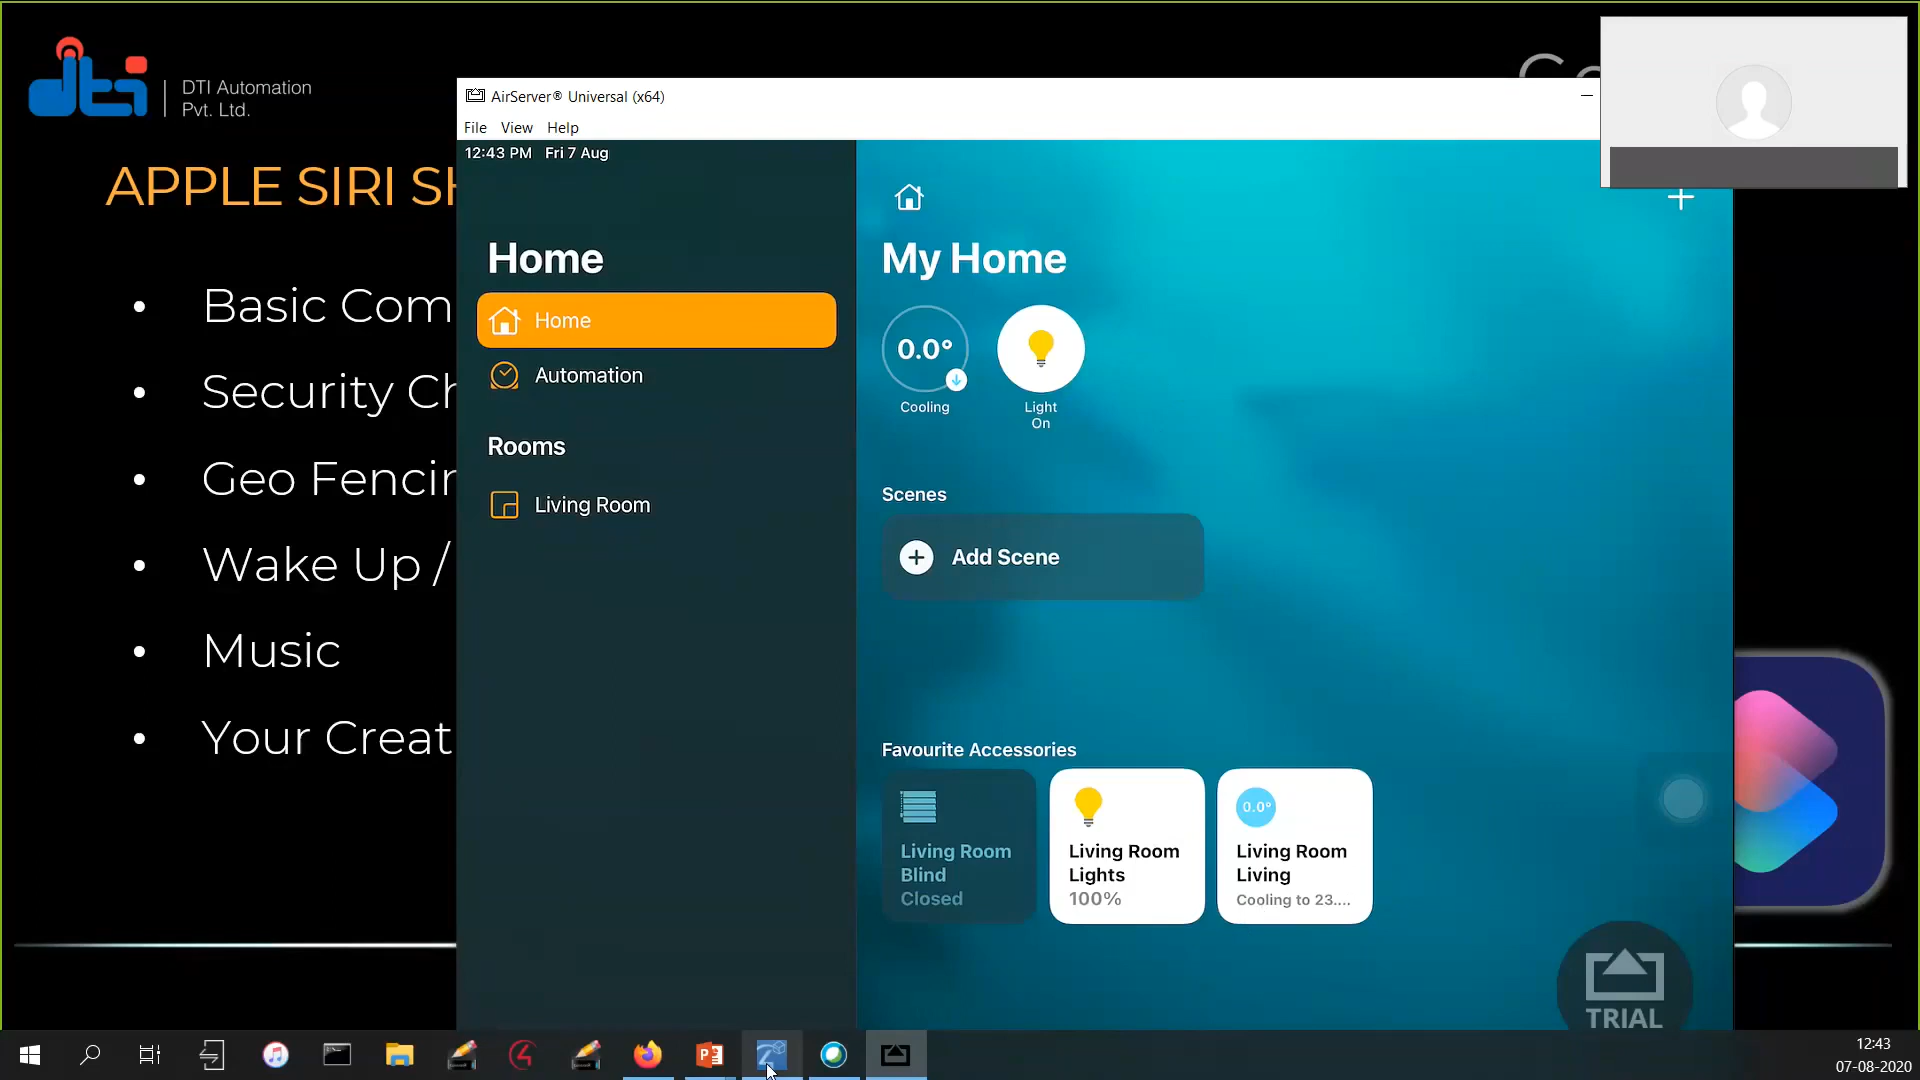 dti
DTI Automation
Pvt. Ltd.
APPLE SIRI
Basic Com
Security
Geo
Wake Up /
Music
Your Creat
AirServer® Universal (x64)
File View Help
12:43 PM Fri 7 Aug
Home
Home
Automation
Rooms
Living Room
My Home
0.0°
Cooling
Light
On
Scenes
Add Scene
Favourite Accessories
Living Room
Blind
Closed
Living Room
Lights
100%
0.0°
Living Room
Living
Cooling to 23....
TRIAL
12:43
07-08-2020